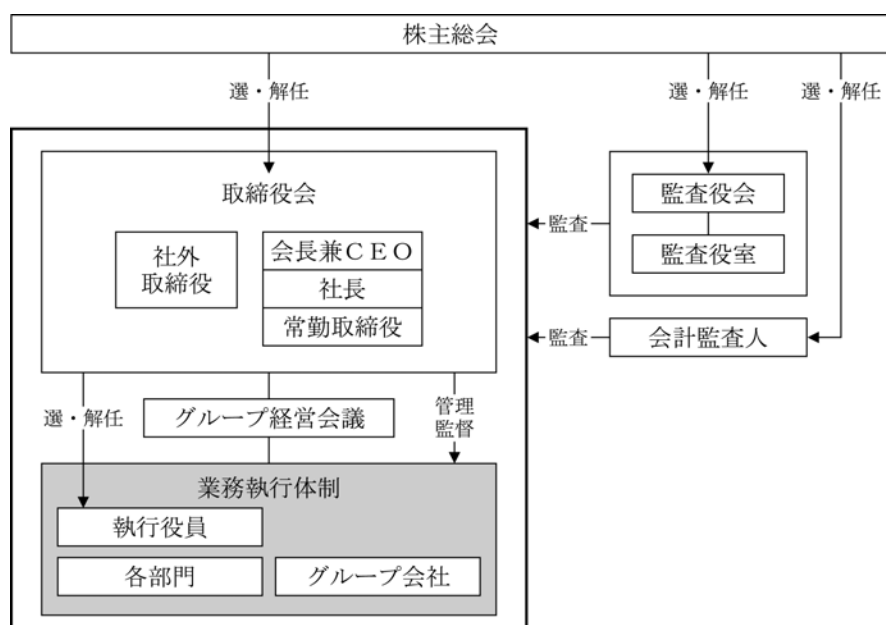 株主総会
選・解任
選・解任
選・解任
取締役会
社外
取締役
会長兼CEO
社長
常勤取締役
監査役会
監査役室
監査
監査
会計監査人
選・解任
グループ経営会議
管理
監督
業務執行体制
執行役員
各部門
グループ会社